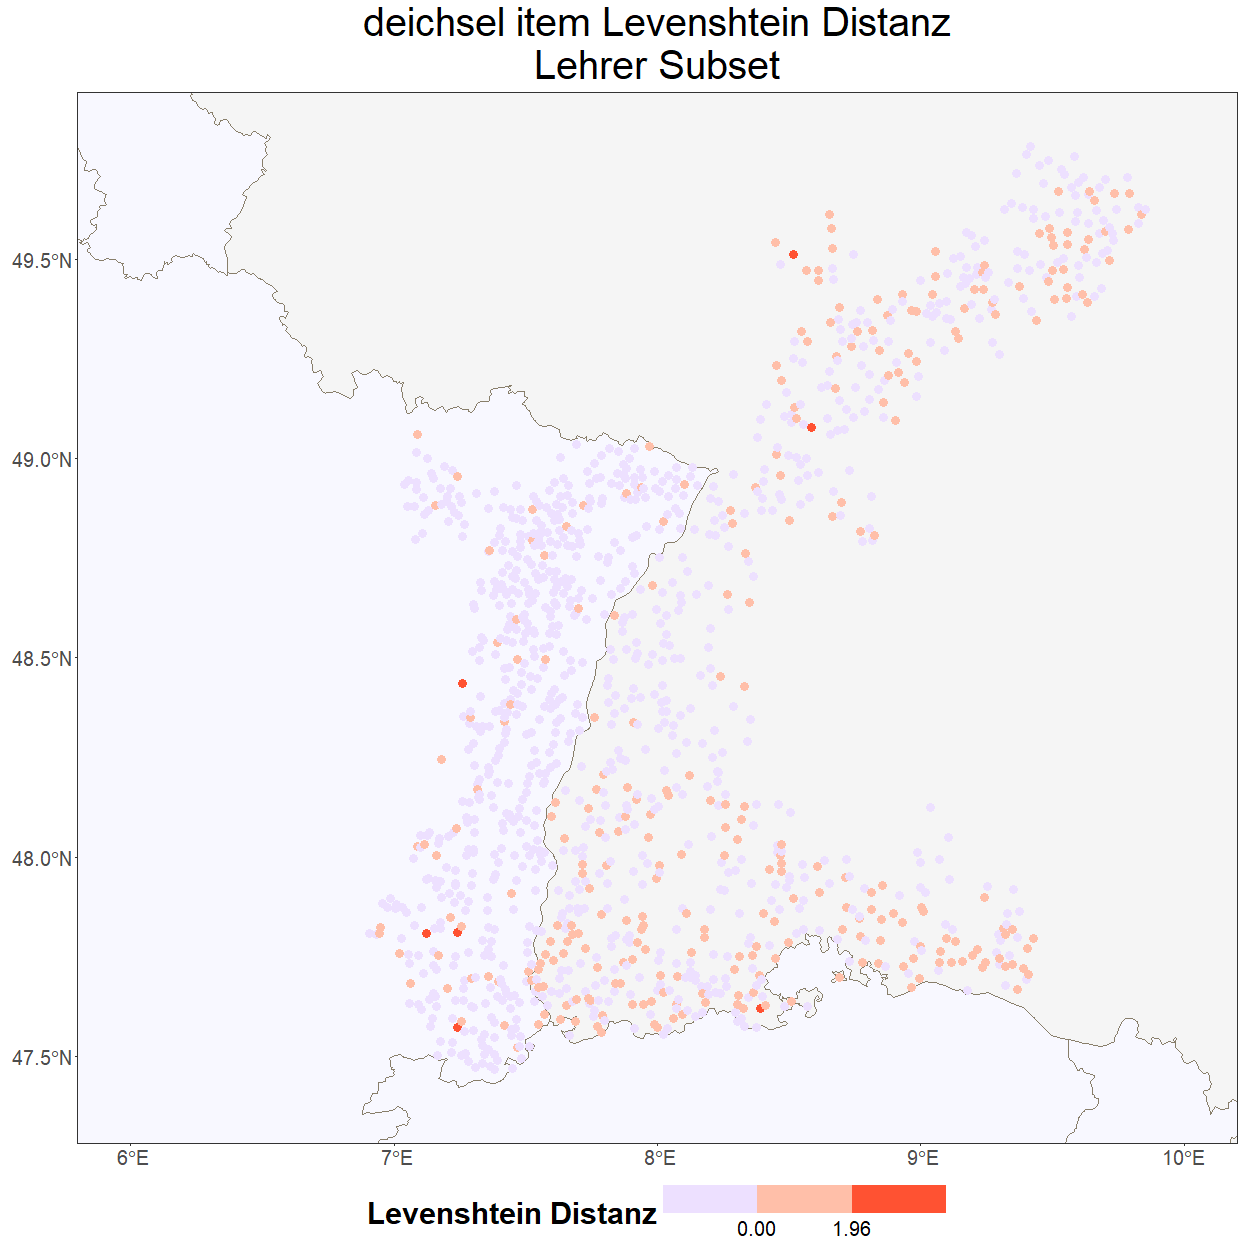 deichsel item Levenshtein Distanz
Lehrer Subset
49.5°N
49.0°N
48.5°N
48.0°N
47.5°N
6°E 7°E 8°E 9°E 10°E
Levenshtein Distanz
0.00 1.96